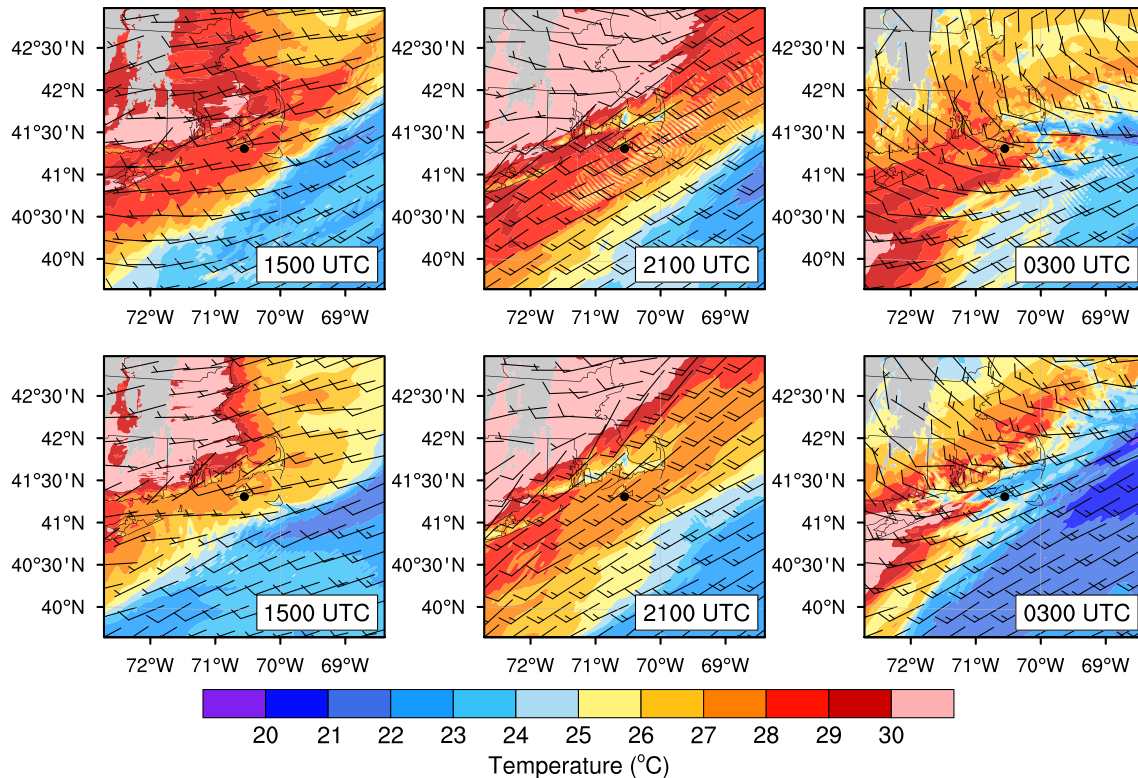 42°30'N
42°N
41°30'N
41°N
40°30'N
40°N
1500 UTC
72°W 71°W 70°W 69°W
42°30'N
42°N
41°30'N
41°N
40°30'N
40°N
2100 UTC
72°W 71°W 70°W 69°W
42°30'N
42°N
41°30'N
41°N
40°30'N
40°N
0300 UTC
72°W 71°W 70°W 69°W
42°30'N
42°N
41°30'N
41°N
40°30'N
40°N
1500 UTC
72°W 71°W 70°W 69°W
42°30'N
42°N
41°30'N
41°N
40°30'N
40°N
2100 UTC
72°W 71°W 70°W 69°W
42°30'N
42°N
41°30'N
41°N
40°30'N
40°N
0300 UTC
72°W 71°W 70°W 69°W
20 21 22 23 24 25 26 27 28 29 30
Temperature (°C)